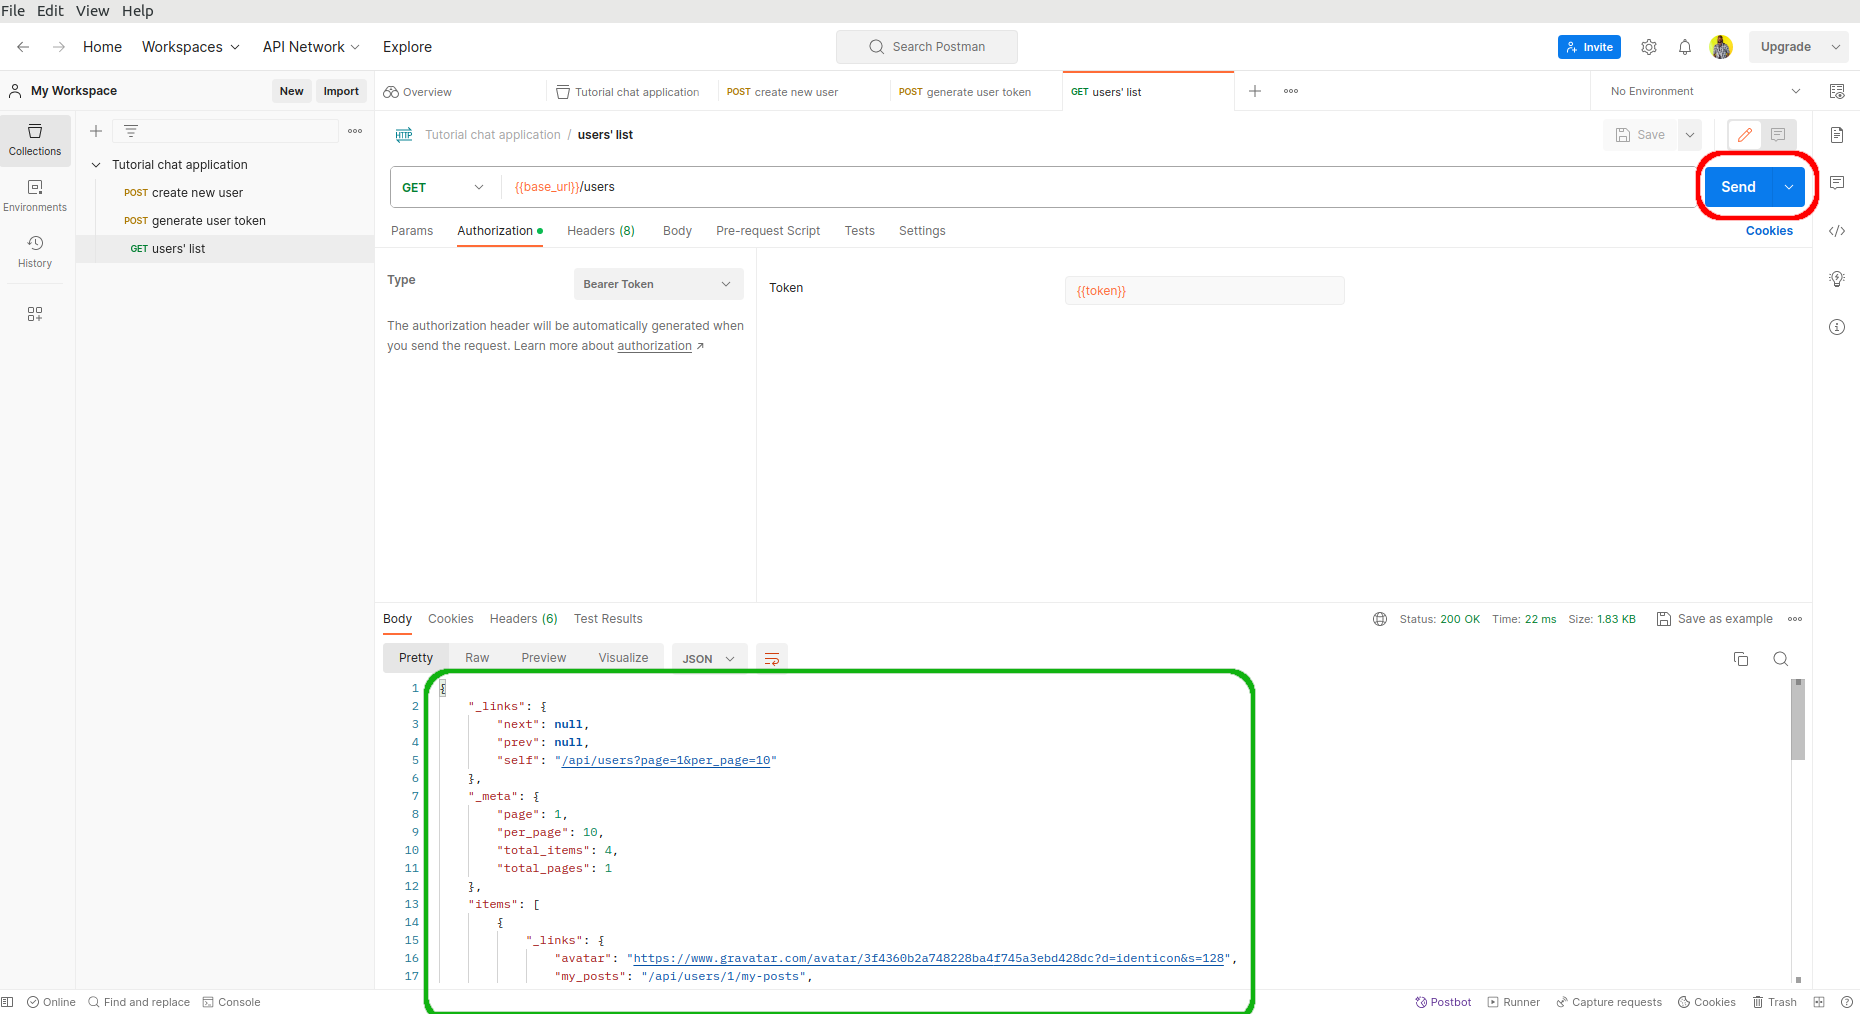 File Edit View Help
Home Workspaces API Network Explore Search Postman Invite Upgrade
My Workspace New Import
Overview Tutorial chat application POST create new user POST generate user token GET users' list No Environment
Collections
Environments
History
Tutorial chat application
POST create new user
POST generate user token
GET users' list
HTTP Tutorial chat application / users' list Save
GET {{base_url}}/users Send
Params Authorization Headers (8) Body Pre-request Script Tests Settings Cookies
Type Bearer Token
The authorization header will be automatically generated when
you send the request. Learn more about authorization ↗
Token {{token}}
Body Cookies Headers (6) Test Results Status: 200 OK Time: 22 ms Size: 1.83 KB Save as example
Pretty Raw Preview Visualize JSON
1 {
2 "_links": {
3 "next": null,
4 "prev": null,
5 "self": "/api/users?page=1&per_page=10"
6 },
7 "_meta": {
8 "page": 1,
9 "per_page": 10,
10 "total_items": 4,
11 "total_pages": 1
12 },
13 "items": [
14 {
15 "_links": {
16 "avatar": "https://www.gravatar.com/avatar/3f4360b2a748228ba4f745a3ebd428dc?d=identicon&s=128",
17 "my_posts": "/api/users/1/my-posts",
Online Find and replace Console Postbot Runner Capture requests Cookies Trash